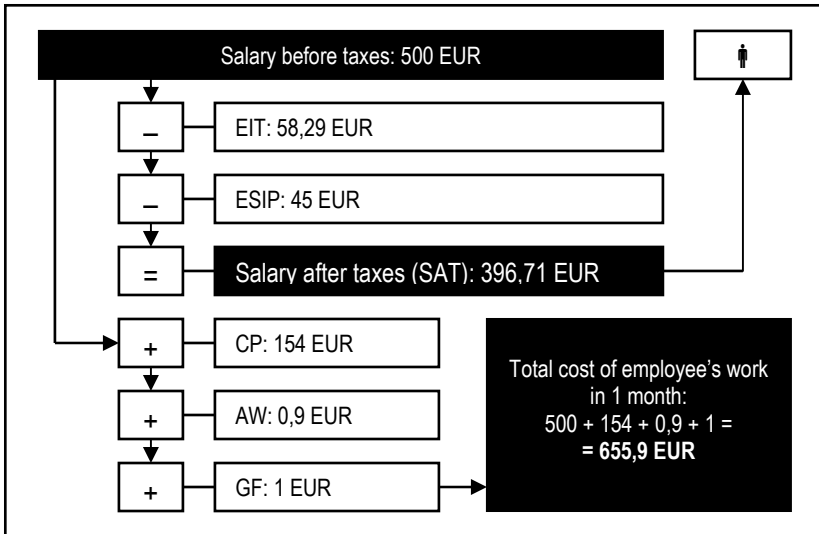 Salary before taxes: 500 EUR
– EIT: 58,29 EUR
– ESIP: 45 EUR
= Salary after taxes (SAT): 396,71 EUR
+ CP: 154 EUR
+ AW: 0,9 EUR
+ GF: 1 EUR
Total cost of employee’s work
in 1 month:
500 + 154 + 0,9 + 1 =
= 655,9 EUR